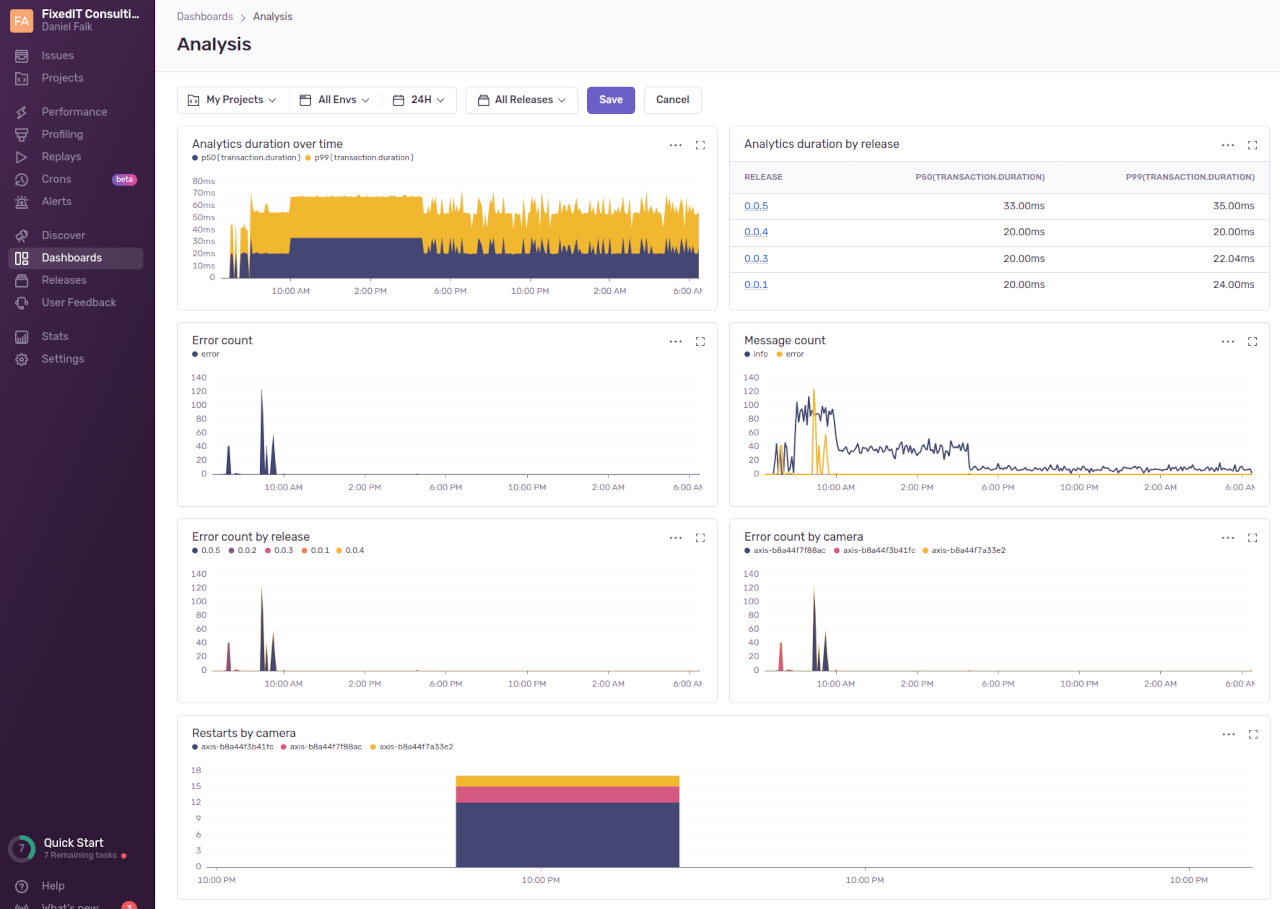 FA
FixedIT Consulti...
Daniel Falk
Issues
Projects
Performance
Profiling
Replays
Crons beta
Alerts
Discover
Dashboards
Releases
User Feedback
Stats
Settings
7
Quick Start
7 Remaining tasks
Help
What's new 3
Dashboards > Analysis
Analysis
My Projects All Envs 24H All Releases Save Cancel
Analytics duration over time
p50(transaction.duration) p99(transaction.duration)
80ms
70ms
60ms
50ms
40ms
30ms
20ms
10ms
0
10:00 AM 2:00 PM 6:00 PM 10:00 PM 2:00 AM 6:00 AM
Analytics duration by release
RELEASE P50(TRANSACTION.DURATION) P99(TRANSACTION.DURATION)
0.0.5 33.00ms 35.00ms
0.0.4 20.00ms 20.00ms
0.0.3 20.00ms 22.04ms
0.0.1 20.00ms 24.00ms
Error count
error
140
120
100
80
60
40
20
0
10:00 AM 2:00 PM 6:00 PM 10:00 PM 2:00 AM 6:00 AM
Message count
info error
140
120
100
80
60
40
20
0
10:00 AM 2:00 PM 6:00 PM 10:00 PM 2:00 AM 6:00 AM
Error count by release
0.0.5 0.0.2 0.0.3 0.0.1 0.0.4
140
120
100
80
60
40
20
0
10:00 AM 2:00 PM 6:00 PM 10:00 PM 2:00 AM 6:00 AM
Error count by camera
axis-b8a44f7f88ac axis-b8a44f3b41fc axis-b8a44f7a33e2
140
120
100
80
60
40
20
0
10:00 AM 2:00 PM 6:00 PM 10:00 PM 2:00 AM 6:00 AM
Restarts by camera
axis-b8a44f3b41fc axis-b8a44f7f88ac axis-b8a44f7a33e2
18
15
12
9
6
3
0
10:00 PM 10:00 PM 10:00 PM 10:00 PM